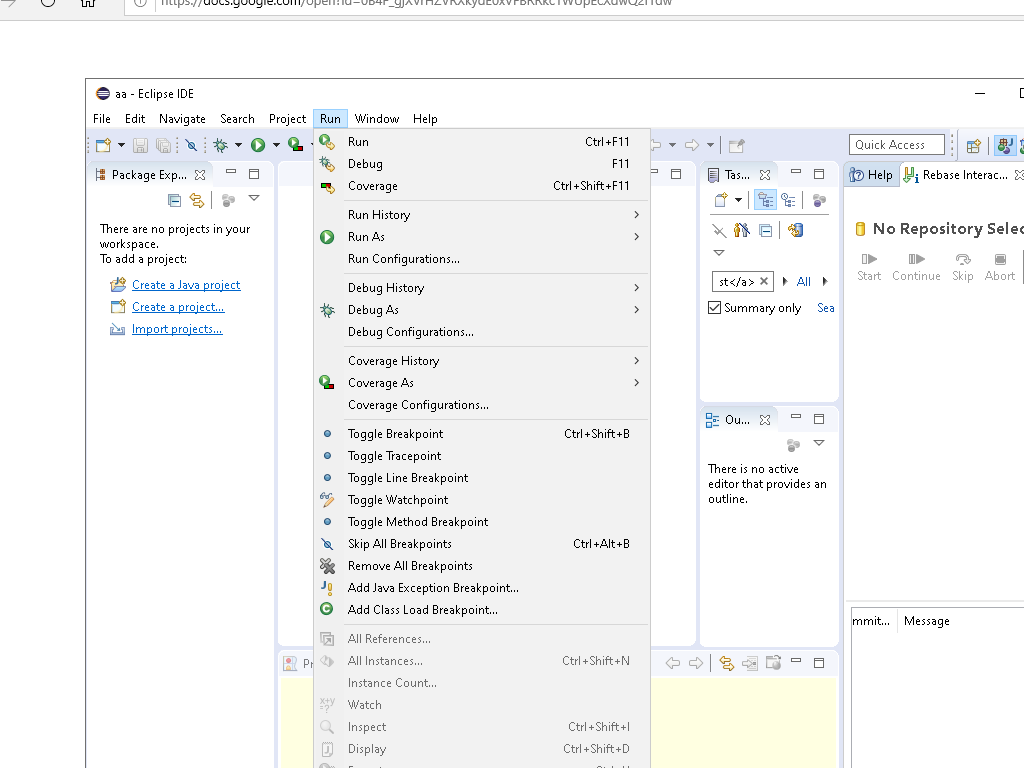 aa - Eclipse IDE
File Edit Navigate Search Project Run Window Help
Quick Access
Package Exp...
There are no projects in your
workspace.
To add a project:
Create a Java project
Create a project...
Import projects...
Run Ctrl+F11
Debug F11
Coverage Ctrl+Shift+F11
Run History
Run As
Run Configurations...
Debug History
Debug As
Debug Configurations...
Coverage History
Coverage As
Coverage Configurations...
Toggle Breakpoint Ctrl+Shift+B
Toggle Tracepoint
Toggle Line Breakpoint
Toggle Watchpoint
Toggle Method Breakpoint
Skip All Breakpoints Ctrl+Alt+B
Remove All Breakpoints
Add Java Exception Breakpoint...
Add Class Load Breakpoint...
All References...
All Instances... Ctrl+Shift+N
Instance Count...
Watch
Inspect Ctrl+Shift+I
Display Ctrl+Shift+D
Tas...
st</a> All
Summary only Sea
Ou...
There is no active
editor that provides an
outline.
Help Rebase Interac...
No Repository Selec
Start Continue Skip Abort
mmit... Message
Pr